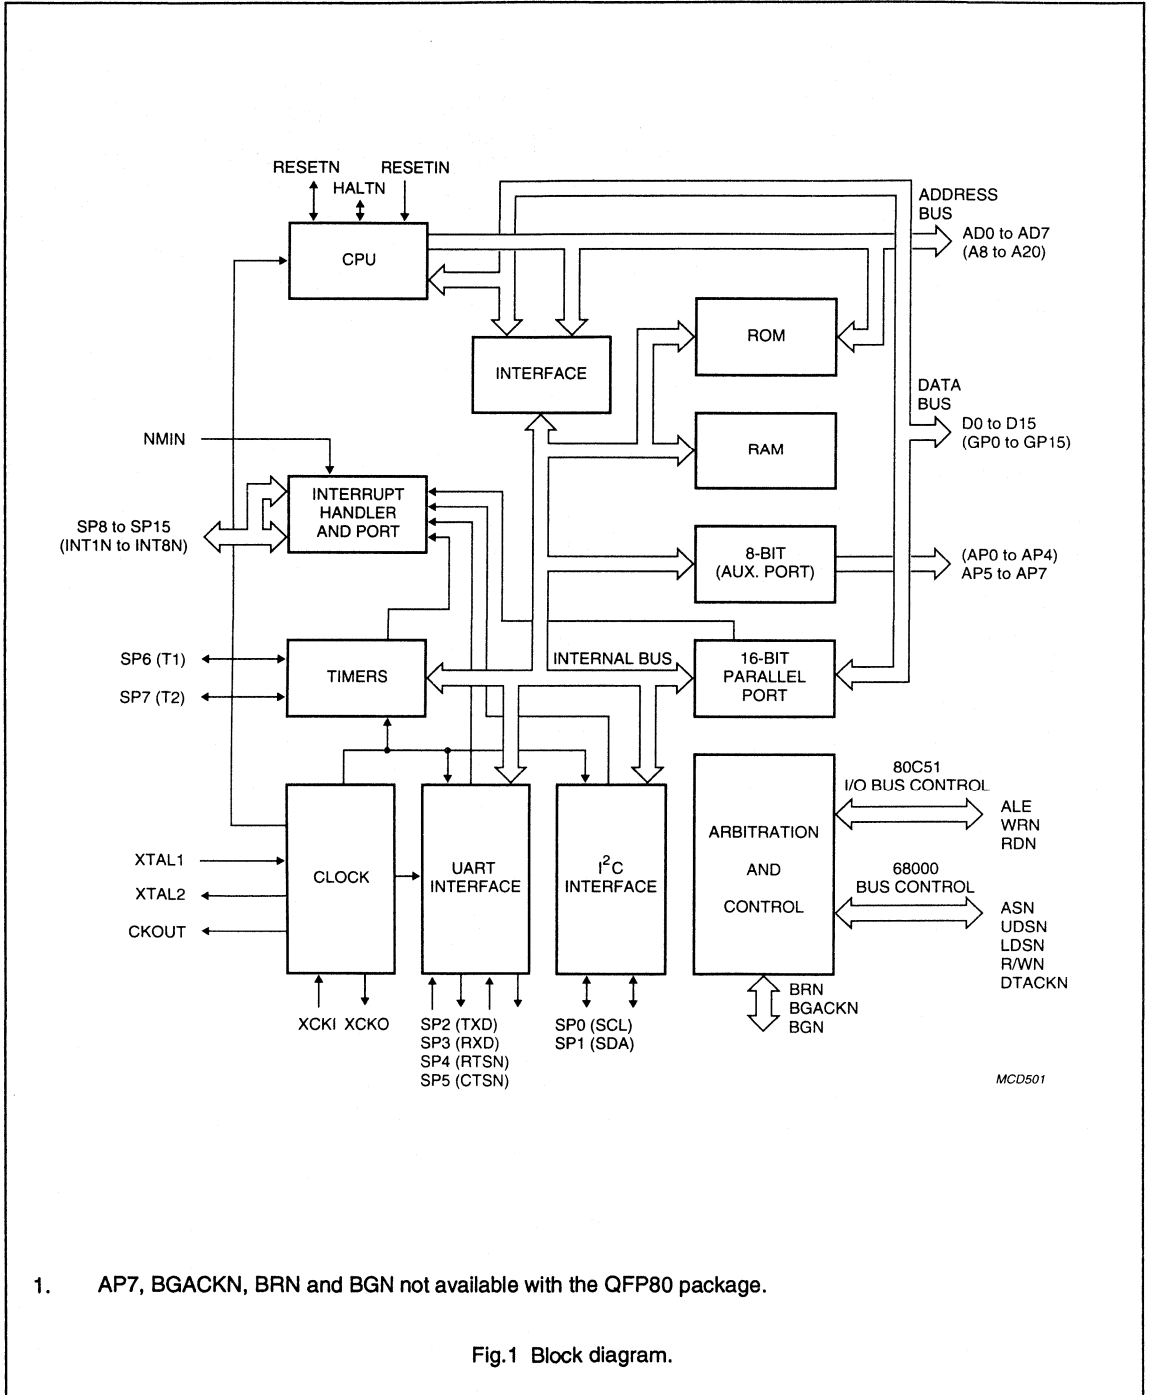 RESETN
RESETIN
HALTN
ADDRESS
BUS
AD0 to AD7
(A8 to A20)
CPU
ROM
INTERFACE
DATA
BUS
D0 to D15
(GP0 to GP15)
NMIN
RAM
INTERRUPT
HANDLER
AND PORT
SP8 to SP15
(INT1N to INT8N)
8-BIT
(AUX. PORT)
(AP0 to AP4)
AP5 to AP7
SP6 (T1)
SP7 (T2)
TIMERS
INTERNAL BUS
16-BIT
PARALLEL
PORT
80C51
I/O BUS CONTROL
ALE
WRN
RDN
XTAL1
XTAL2
CKOUT
CLOCK
UART
INTERFACE
I2C
INTERFACE
ARBITRATION
AND
CONTROL
68000
BUS CONTROL
ASN
UDSN
LDSN
R/WN
DTACKN
BRN
BGACKN
BGN
XCKI XCKO
SP2 (TXD)
SP3 (RXD)
SP4 (RTSN)
SP5 (CTSN)
SP0 (SCL)
SP1 (SDA)
MCD501
1. AP7, BGACKN, BRN and BGN not available with the QFP80 package.
Fig.1 Block diagram.